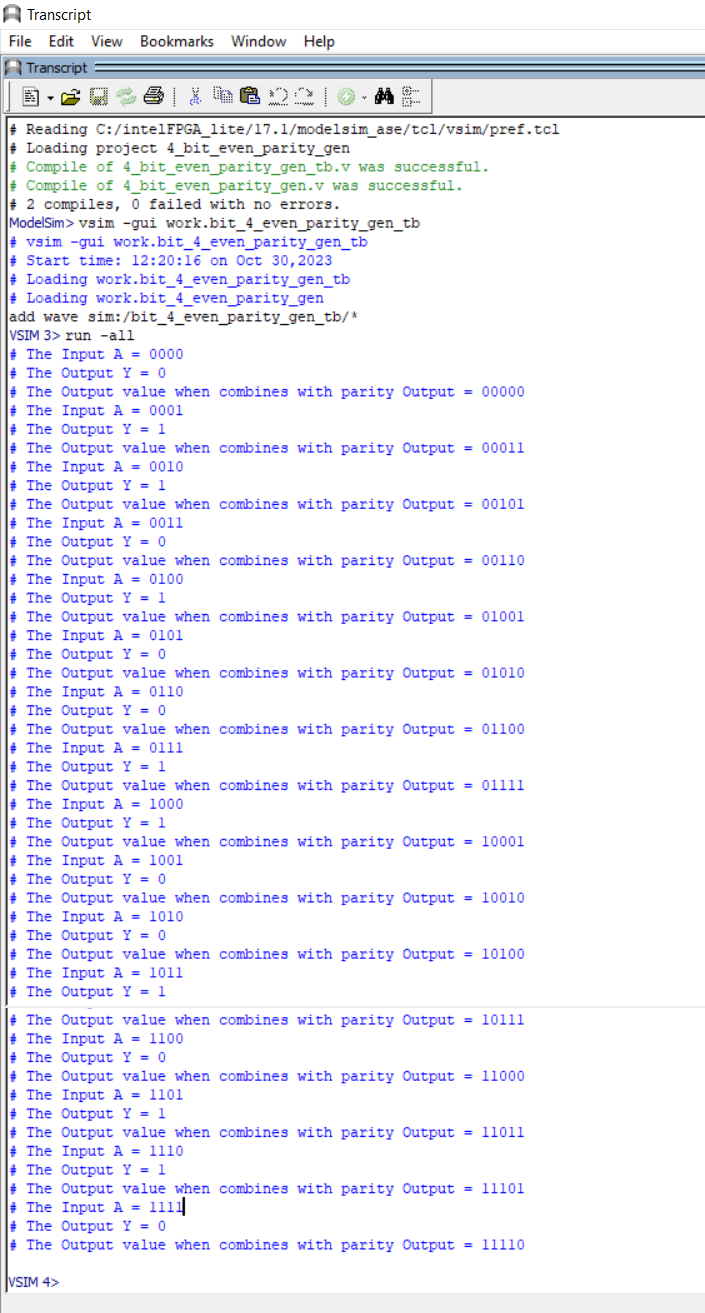 Transcript
File Edit View Bookmarks Window Help
Transcript
# Reading C:/intelFPGA_lite/17.1/modelsim_ase/tcl/vsim/pref.tcl
# Loading project 4_bit_even_parity_gen
# Compile of 4_bit_even_parity_gen_tb.v was successful.
# Compile of 4_bit_even_parity_gen.v was successful.
# 2 compiles, 0 failed with no errors.
ModelSim> vsim -gui work.bit_4_even_parity_gen_tb
# vsim -gui work.bit_4_even_parity_gen_tb
# Start time: 12:20:16 on Oct 30,2023
# Loading work.bit_4_even_parity_gen_tb
# Loading work.bit_4_even_parity_gen
add wave sim:/bit_4_even_parity_gen_tb/*
VSIM 3> run -all
# The Input A = 0000
# The Output Y = 0
# The Output value when combines with parity Output = 00000
# The Input A = 0001
# The Output Y = 1
# The Output value when combines with parity Output = 00011
# The Input A = 0010
# The Output Y = 1
# The Output value when combines with parity Output = 00101
# The Input A = 0011
# The Output Y = 0
# The Output value when combines with parity Output = 00110
# The Input A = 0100
# The Output Y = 1
# The Output value when combines with parity Output = 01001
# The Input A = 0101
# The Output Y = 0
# The Output value when combines with parity Output = 01010
# The Input A = 0110
# The Output Y = 0
# The Output value when combines with parity Output = 01100
# The Input A = 0111
# The Output Y = 1
# The Output value when combines with parity Output = 01111
# The Input A = 1000
# The Output Y = 1
# The Output value when combines with parity Output = 10001
# The Input A = 1001
# The Output Y = 0
# The Output value when combines with parity Output = 10010
# The Input A = 1010
# The Output Y = 0
# The Output value when combines with parity Output = 10100
# The Input A = 1011
# The Output Y = 1
# The Output value when combines with parity Output = 10111
# The Input A = 1100
# The Output Y = 0
# The Output value when combines with parity Output = 11000
# The Input A = 1101
# The Output Y = 1
# The Output value when combines with parity Output = 11011
# The Input A = 1110
# The Output Y = 1
# The Output value when combines with parity Output = 11101
# The Input A = 1111
# The Output Y = 0
# The Output value when combines with parity Output = 11110
VSIM 4>